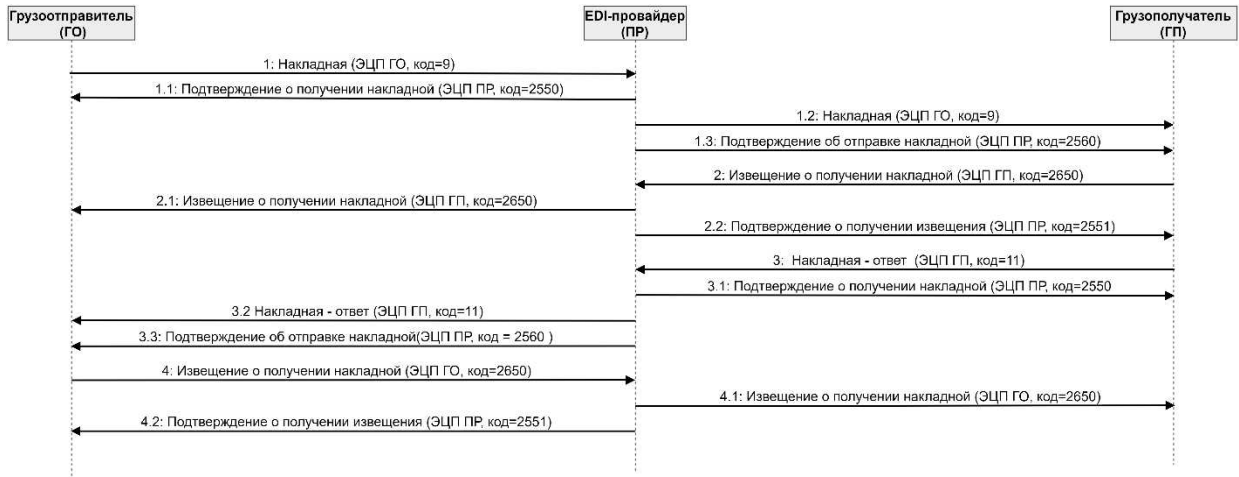 Грузоотправитель
(ГО)
EDI-провайдер
(ПР)
Грузополучатель
(ГП)
1: Накладная (ЭЦП ГО, код=9)
1.1: Подтверждение о получении накладной (ЭЦП ПР, код=2550)
1.2: Накладная (ЭЦП ГО, код=9)
1.3: Подтверждение об отправке накладной (ЭЦП ПР, код=2560)
2: Извещение о получении накладной (ЭЦП ГП, код=2650)
2.1: Извещение о получении накладной (ЭЦП ГП, код=2650)
2.2: Подтверждение о получении извещения (ЭЦП ПР, код=2551)
3: Накладная - ответ (ЭЦП ГП, код=11)
3.1: Подтверждение о получении накладной (ЭЦП ПР, код=2550
3.2 Накладная - ответ (ЭЦП ГП, код=11)
3.3: Подтверждение об отправке накладной(ЭЦП ПР, код = 2560 )
4: Извещение о получении накладной (ЭЦП ГО, код=2650)
4.1: Извещение о получении накладной (ЭЦП ГО, код=2650)
4.2: Подтверждение о получении извещения (ЭЦП ПР, код=2551)